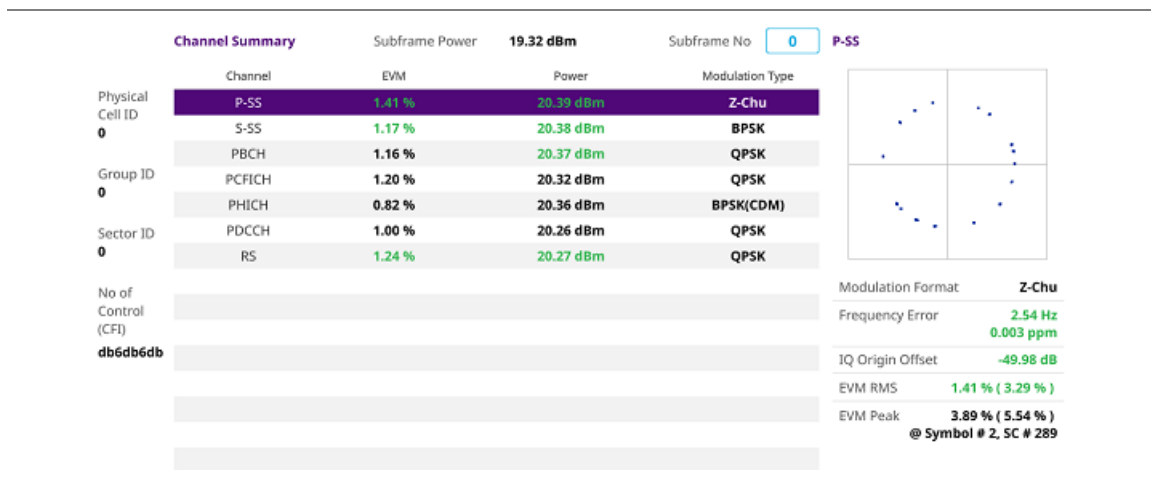 Channel Summary Subframe Power 19.32 dBm Subframe No 0 P-SS
Channel EVM Power Modulation Type
Physical
Cell ID
0
Group ID
0
Sector ID
0
No of
Control
(CFI)
db6db6db
P-SS 1.41 % 20.39 dBm Z-Chu
S-SS 1.17 % 20.38 dBm BPSK
PBCH 1.16 % 20.37 dBm QPSK
PCFICH 1.20 % 20.32 dBm QPSK
PHICH 0.82 % 20.36 dBm BPSK(CDM)
PDCCH 1.00 % 20.26 dBm QPSK
RS 1.24 % 20.27 dBm QPSK
Modulation Format Z-Chu
Frequency Error 2.54 Hz
0.003 ppm
IQ Origin Offset -49.98 dB
EVM RMS 1.41 % ( 3.29 % )
EVM Peak 3.89 % ( 5.54 % )
@ Symbol # 2, SC # 289